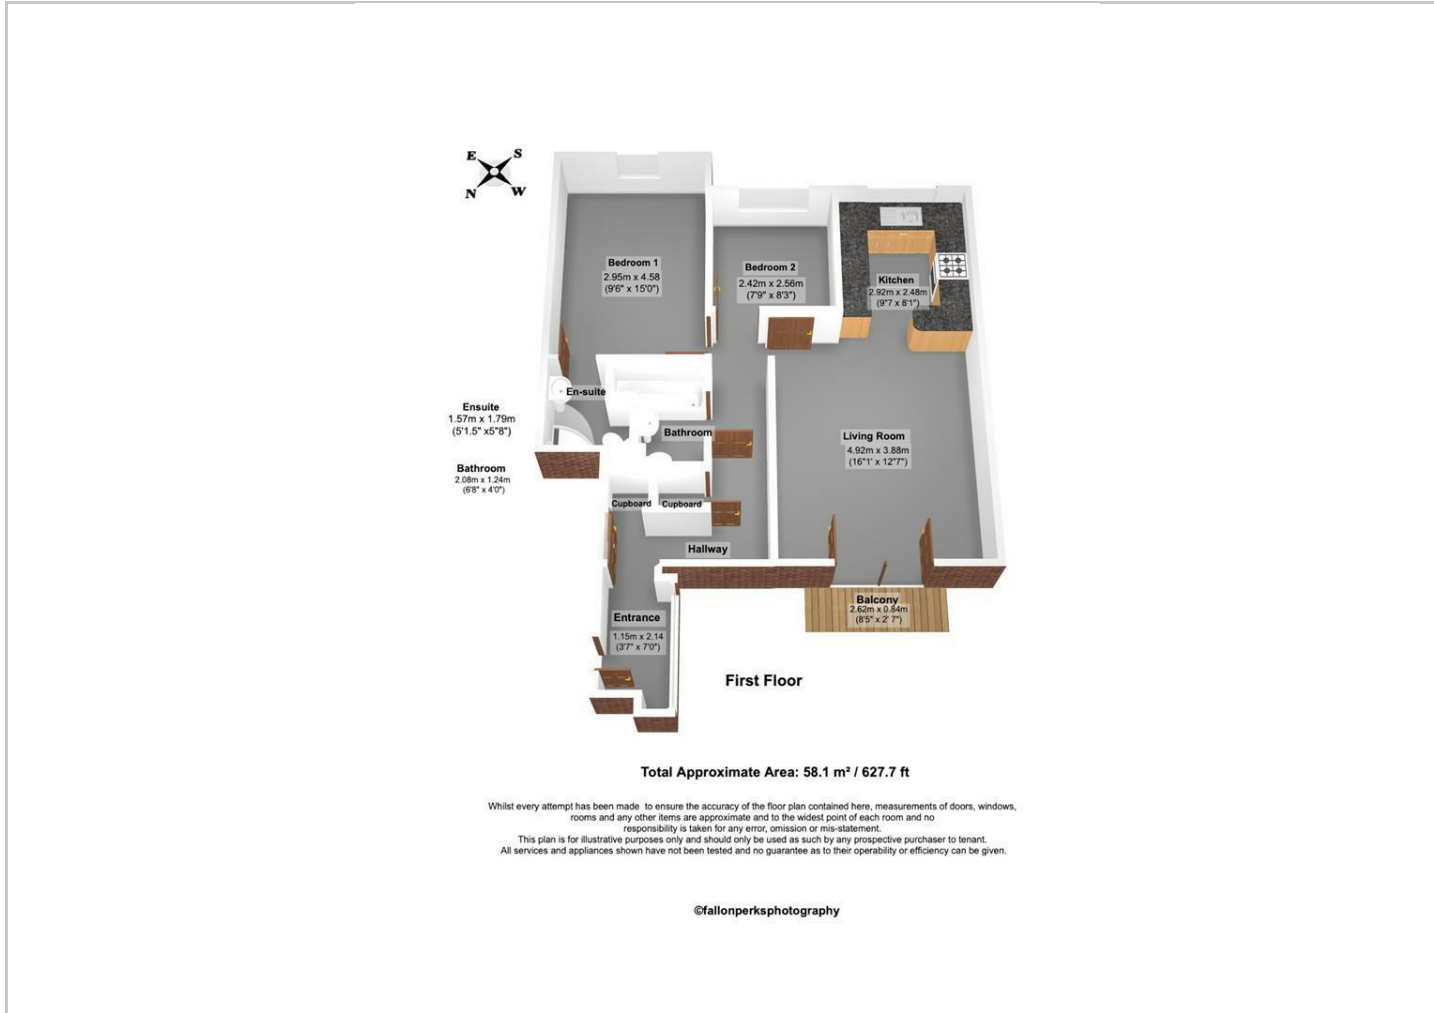 E S
N W
Bedroom 1
2.95m x 4.58
(9'6" x 15'0")
Bedroom 2
2.42m x 2.56m
(7'9" x 8'3")
Kitchen
2.92m x 2.48m
(9'7 x 8'1")
En-suite
Ensuite
1.57m x 1.79m
(5'1.5" x5"8")
Bathroom
Living Room
4.92m x 3.88m
(16"1' x 12"7")
Bathroom
2.08m x 1.24m
(6'8" x 4'0")
Cupboard Cupboard
Hallway
Balcony
2.62m x 0.84m
(8'5" x 2' 7")
Entrance
1.15m x 2.14
(3'7" x 7'0")
First Floor
Total Approximate Area: 58.1 m² / 627.7 ft
Whilst every attempt has been made to ensure the accuracy of the floor plan contained here, measurements of doors, windows,
rooms and any other items are approximate and to the widest point of each room and no
responsibility is taken for any error, omission or mis-statement.
This plan is for illustrative purposes only and should only be used as such by any prospective purchaser to tenant.
All services and appliances shown have not been tested and no guarantee as to their operability or efficiency can be given.
©fallonperksphotography